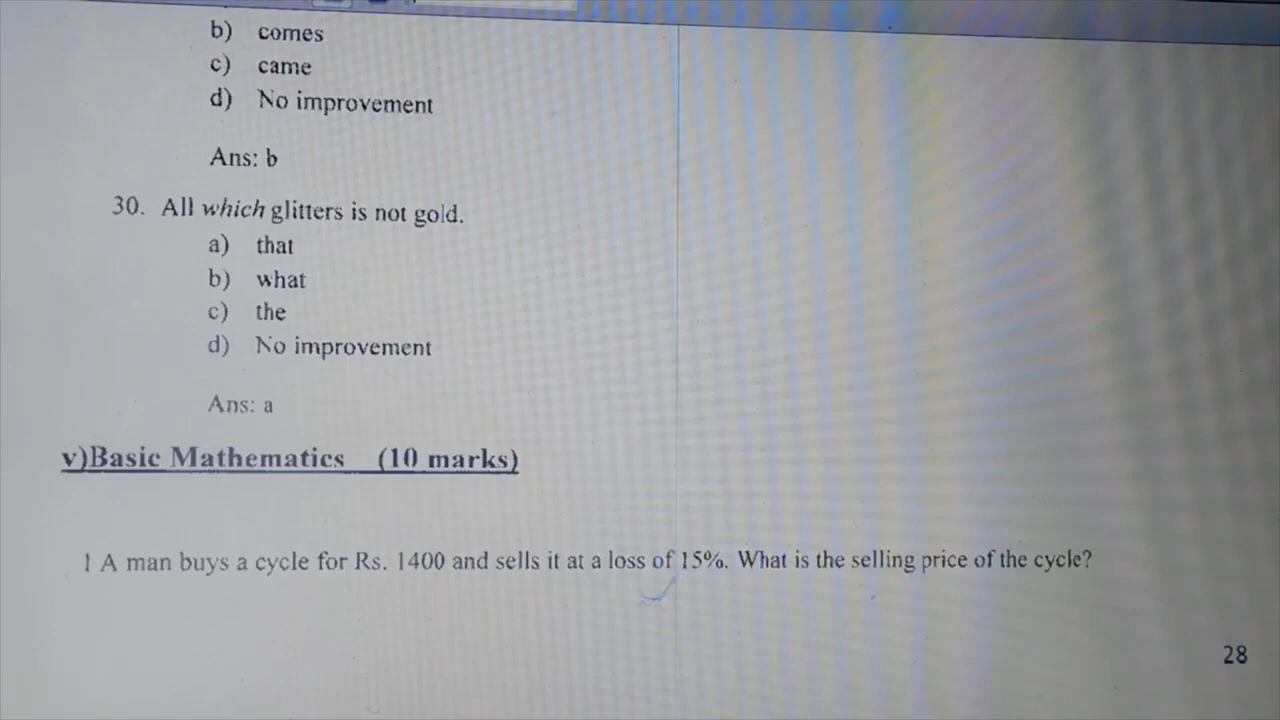 b) comes
c) came
d) No improvement
Ans: b
30. All which glitters is not gold.
a) that
b) what
c) the
d) No improvement
Ans: a
v)Basic Mathematics (10 marks)
1 A man buys a cycle for Rs. 1400 and sells it at a loss of 15%. What is the selling price of the cycle?
28